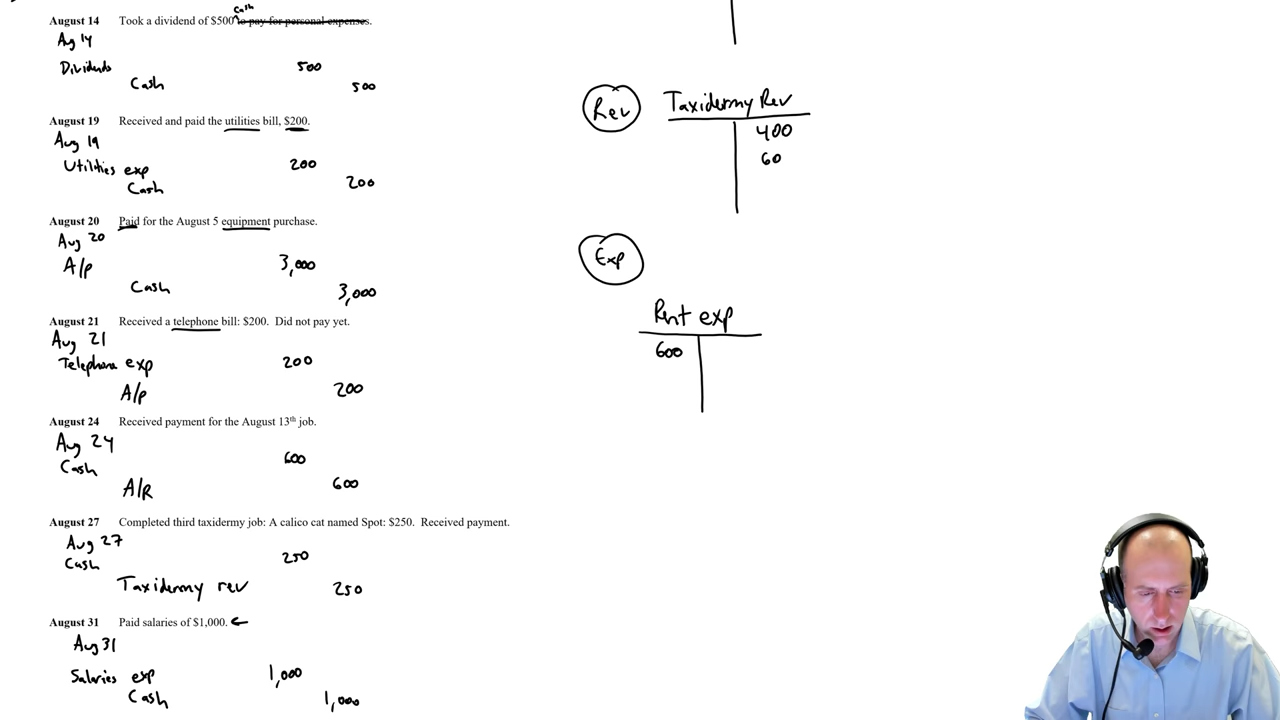 Cash
August 14 Took a dividend of $500 to pay for personal expenses.
Aug 14
Dividends 500
Cash 500
August 19 Received and paid the utilities bill, $200.
Aug 19
Utilities exp 200
Cash 200
August 20 Paid for the August 5 equipment purchase.
Aug 20
A/p 3,000
Cash 3,000
August 21 Received a telephone bill: $200. Did not pay yet.
Aug 21
Telephone exp 200
A/p 200
August 24 Received payment for the August 13th job.
Aug 24
Cash 600
A/R 600
August 27 Completed third taxidermy job: A calico cat named Spot: $250. Received payment.
Aug 27
Cash 250
Taxidermy rev 250
August 31 Paid salaries of $1,000.
Aug 31
Salaries exp 1,000
Cash 1,000
Rev
Taxidermy Rev
400
60
Exp
Rent exp
600